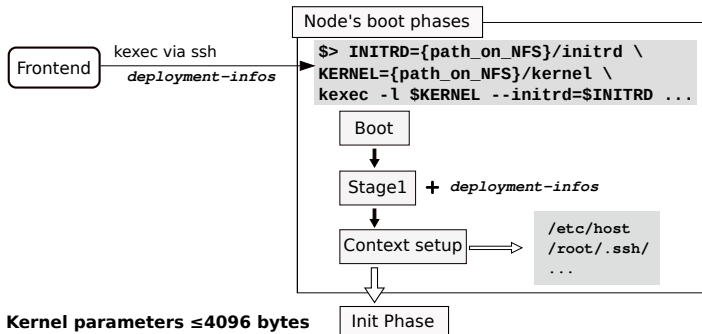 Node's boot phases
kexec via ssh
Frontend
deployment-infos
$> INITRD={path_on_NFS}/initrd \
KERNEL={path_on_NFS}/kernel \
kexec -l $KERNEL --initrd=$INITRD ...
Boot
Stage1 + deployment-infos
Context setup
/etc/host
/root/.ssh/
...
Kernel parameters ≤4096 bytes
Init Phase